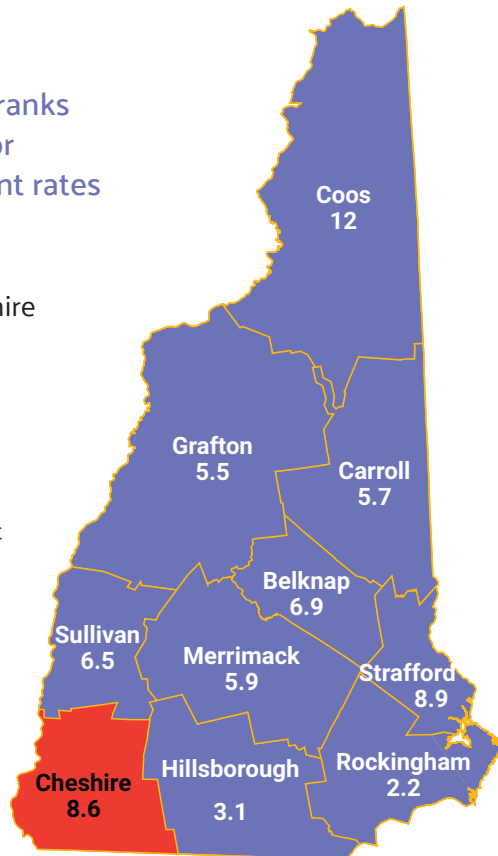 ranks
or
nt rates
ire
t
Coos
12
Grafton
5.5
Carroll
5.7
Belknap
6.9
Sullivan
6.5
Merrimack
5.9
Strafford
8.9
Cheshire
8.6
Hillsborough
3.1
Rockingham
2.2